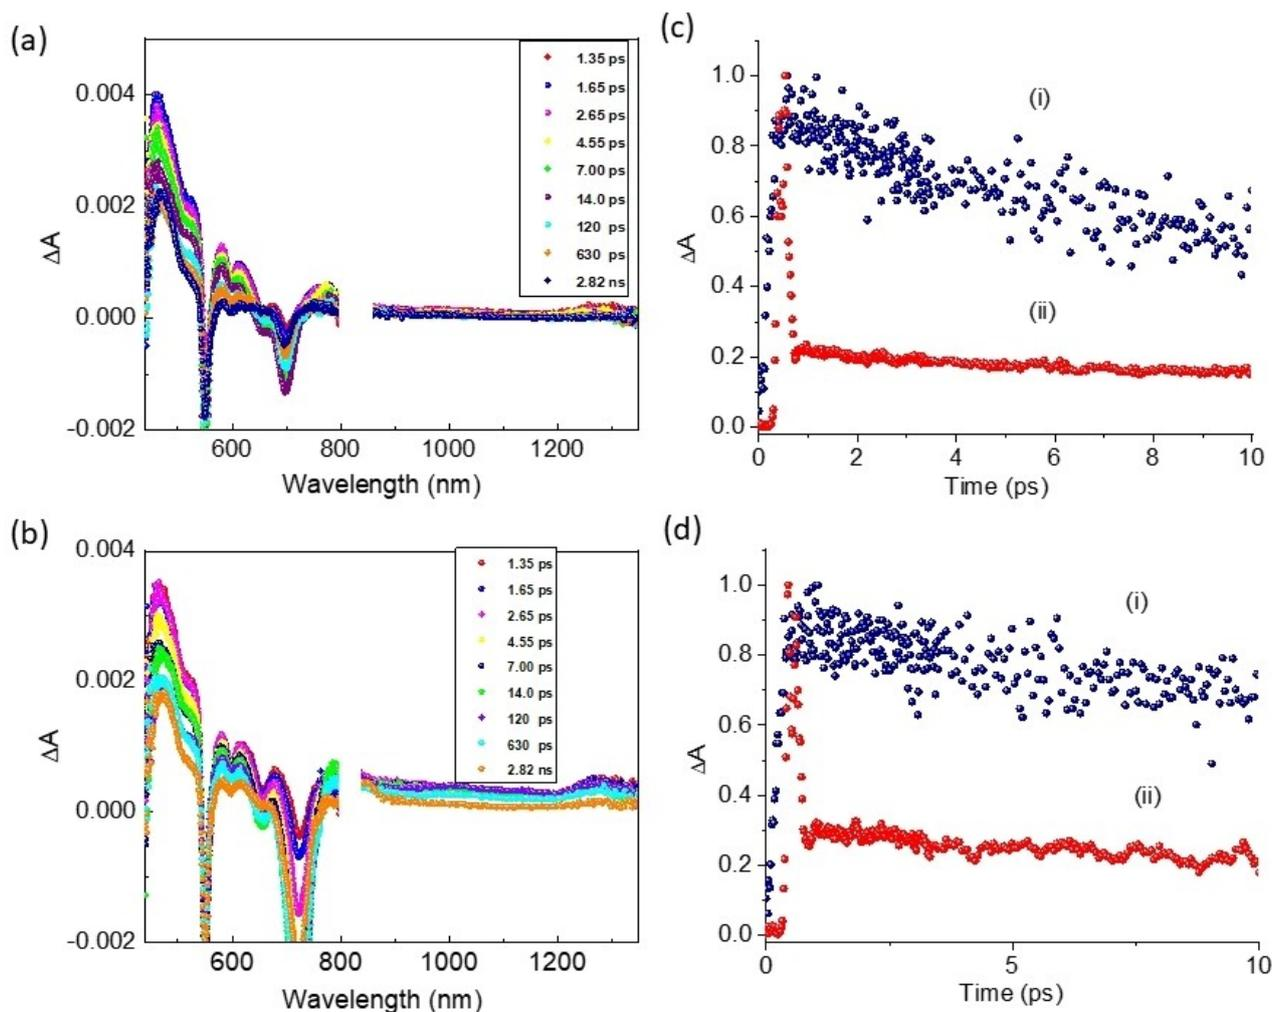 (a)
0.004
0.002
0.000
-0.002
ΔA
600 800 1000 1200
Wavelength (nm)
1.35 ps
1.65 ps
2.65 ps
4.55 ps
7.00 ps
14.0 ps
120 ps
630 ps
2.82 ns
(c)
1.0
0.8
0.6
0.4
0.2
0.0
ΔA
(i)
(ii)
0 2 4 6 8 10
Time (ps)
(b)
0.004
0.002
0.000
-0.002
ΔA
600 800 1000 1200
Wavelength (nm)
1.35 ps
1.65 ps
2.65 ps
4.55 ps
7.00 ps
14.0 ps
120 ps
630 ps
2.82 ns
(d)
1.0
0.8
0.6
0.4
0.2
0.0
ΔA
(i)
(ii)
0 5 10
Time (ps)